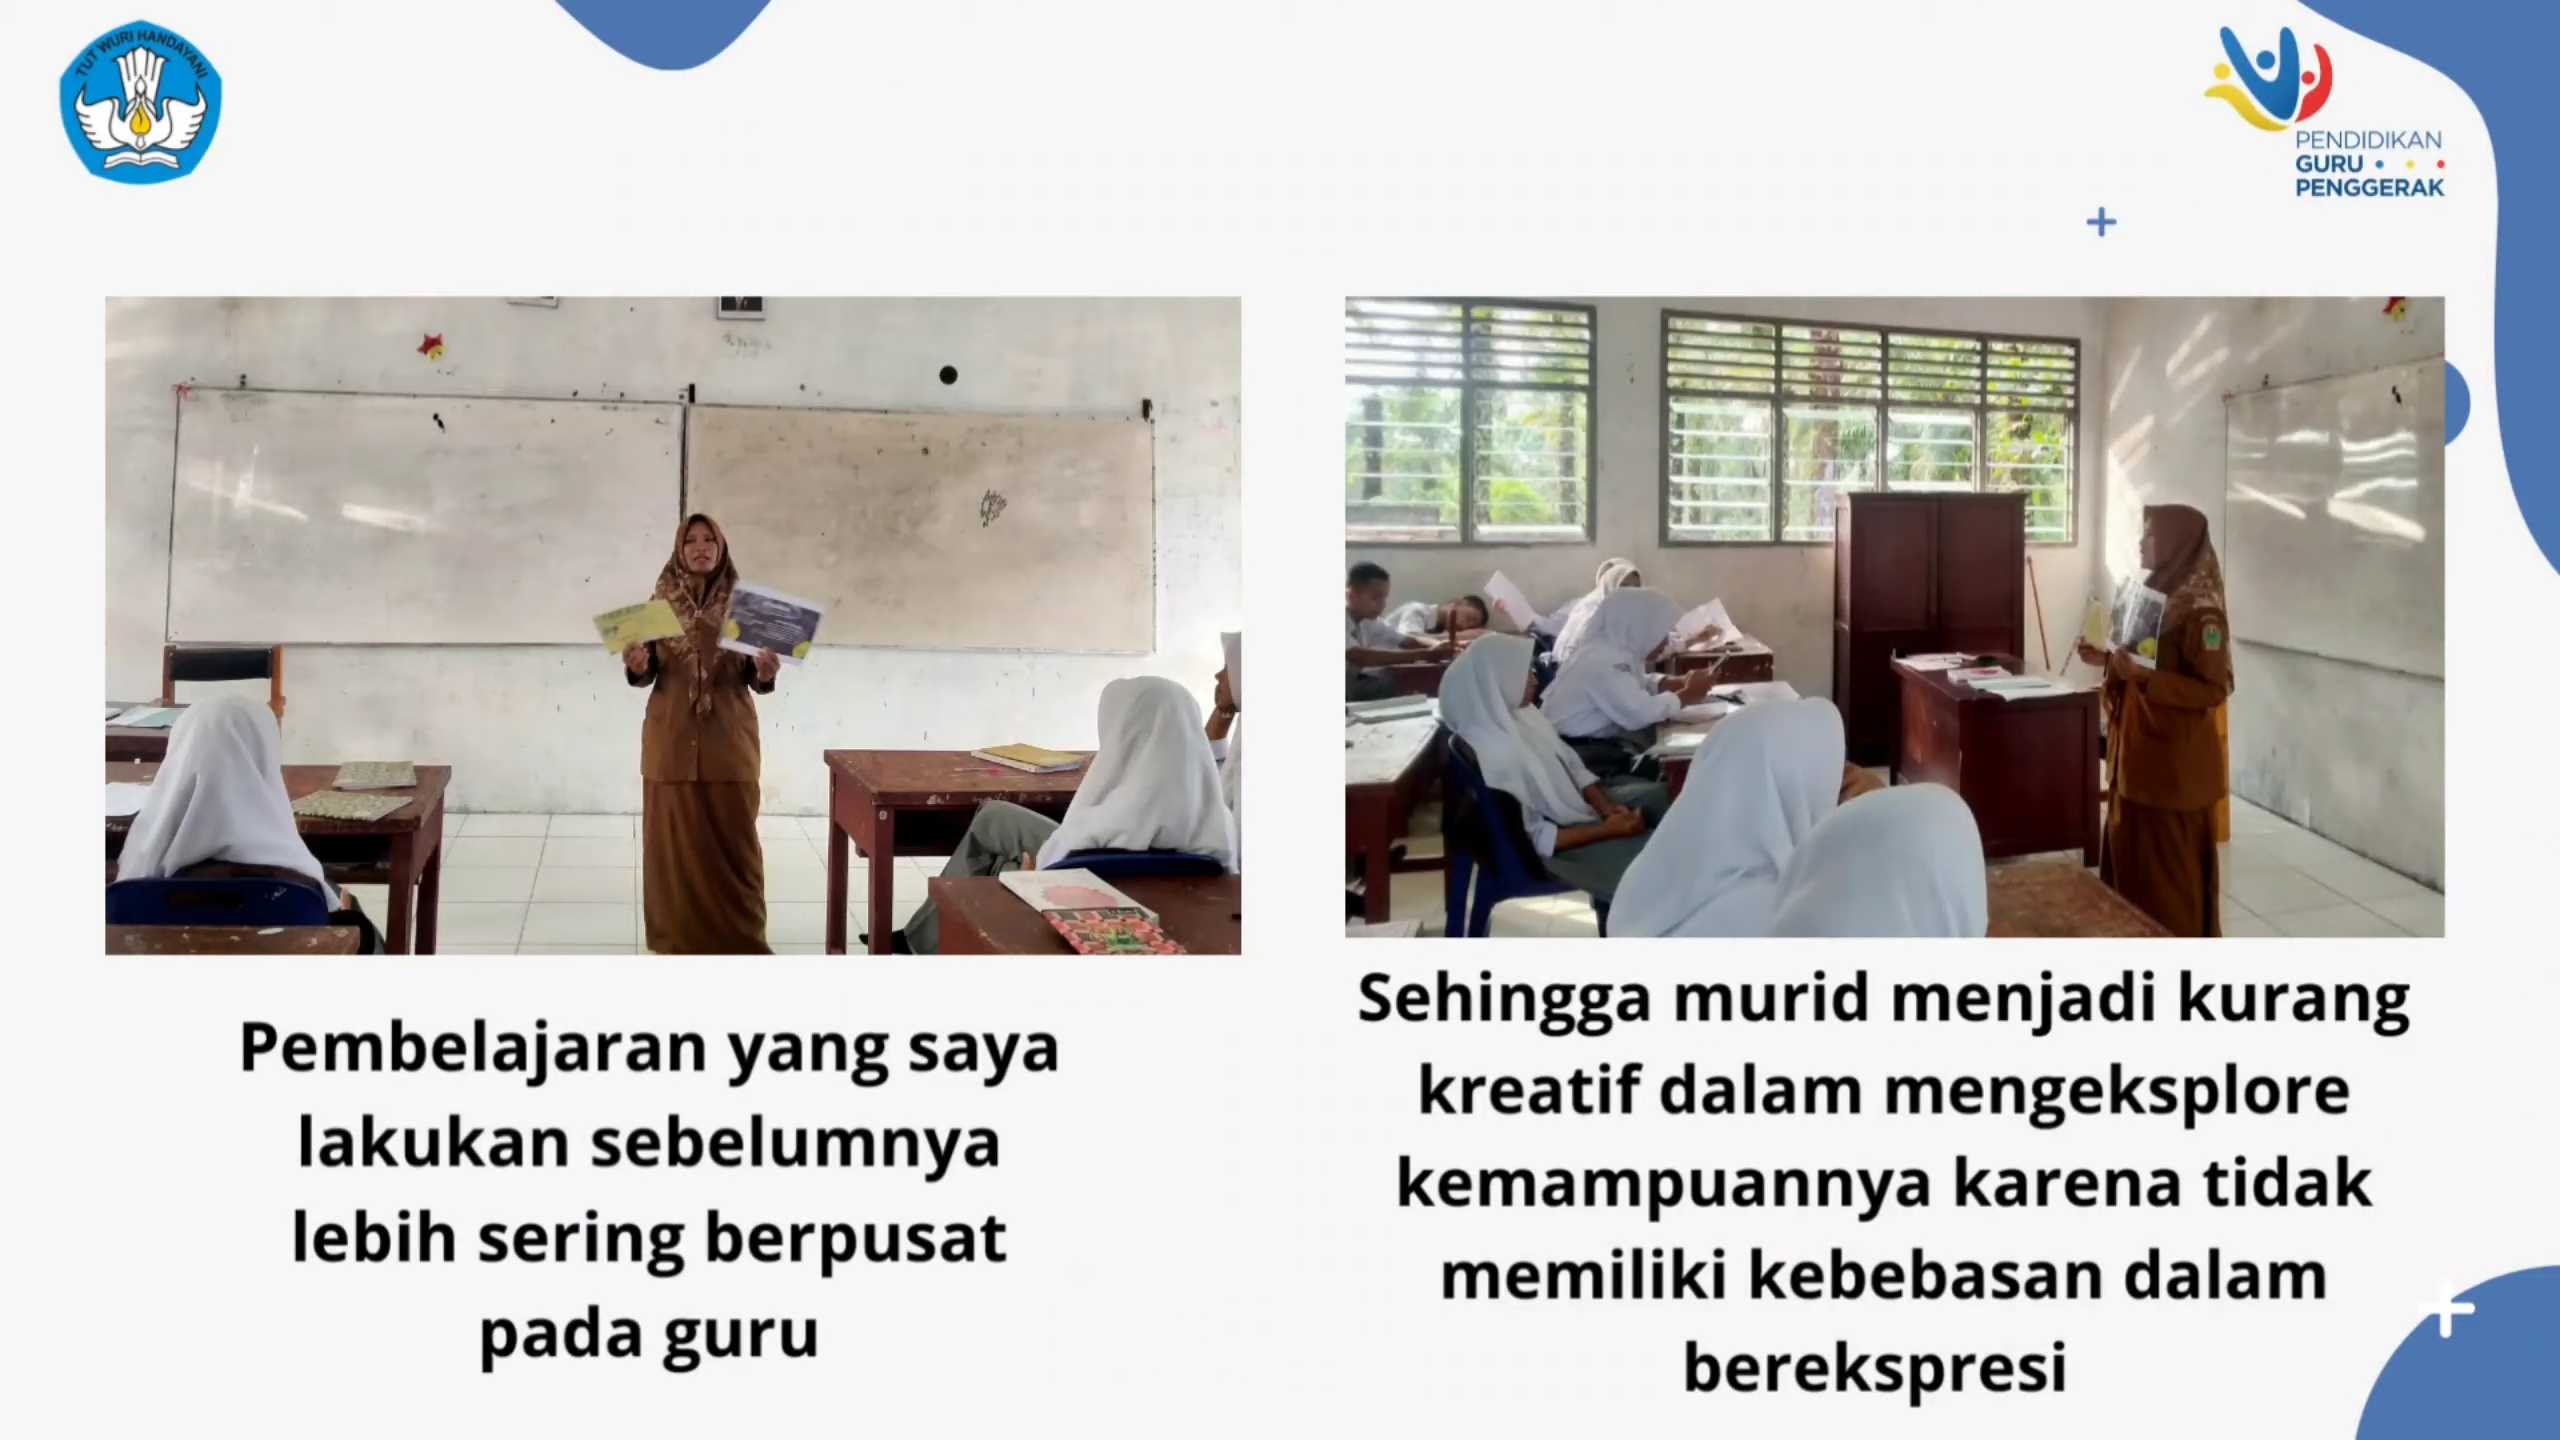 TUT WURI HANDAYANI
PENDIDIKAN
GURU
PENGGERAK
Pembelajaran yang saya
lakukan sebelumnya
lebih sering berpusat
pada guru
Sehingga murid menjadi kurang
kreatif dalam mengeksplore
kemampuannya karena tidak
memiliki kebebasan dalam
berekspresi